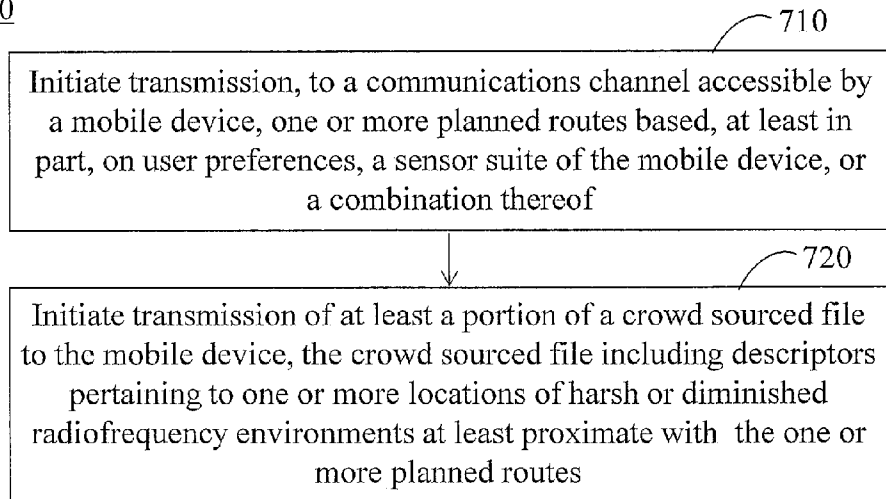 0
710
Initiate transmission, to a communications channel accessible by
a mobile device, one or more planned routes based, at least in
part, on user preferences, a sensor suite of the mobile device, or
a combination thereof
720
Initiate transmission of at least a portion of a crowd sourced file
to the mobile device, the crowd sourced file including descriptors
pertaining to one or more locations of harsh or diminished
radiofrequency environments at least proximate with the one or
more planned routes